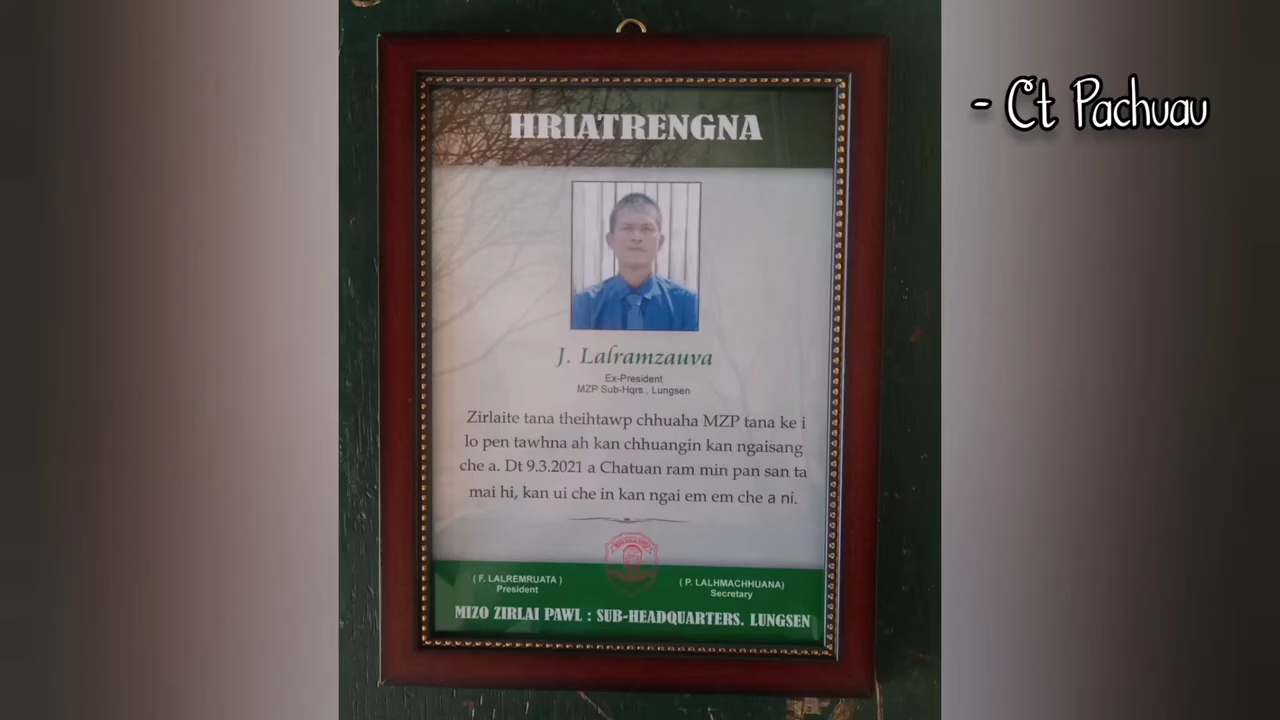 - Ct Pachuau
HRIATRENGNA
J. Lalramzauva
Ex-President
MZP Sub-Hqrs., Lungsen
Zirlaite tana theihtawp chhuaha MZP tana ke i
lo pen tawhna ah kan chhuangin kan ngaisang
che a. Dt 9.3.2021 a Chatuan ram min pan san ta
mai hi, kan ui che in kan ngai em em che a ni.
( F. LALREMRUATA )
President
( P. LALHMACHHUANA)
Secretary
MIZO ZIRLAI PAWL : SUB-HEADQUARTERS. LUNGSEN